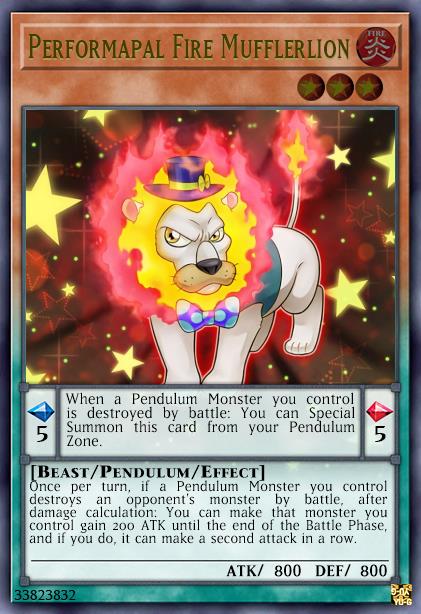 Performapal Fire Mufflerlion
FIRE
炎
When a Pendulum Monster you control
is destroyed by battle: You can Special
Summon this card from your Pendulum
Zone.
5
5
[Beast/Pendulum/Effect]
Once per turn, if a Pendulum Monster you control
destroys an opponent's monster by battle, after
damage calculation: You can make that monster you
control gain 200 ATK until the end of the Battle Phase,
and if you do, it can make a second attack in a row.
ATK/ 800 DEF/ 800
33823832